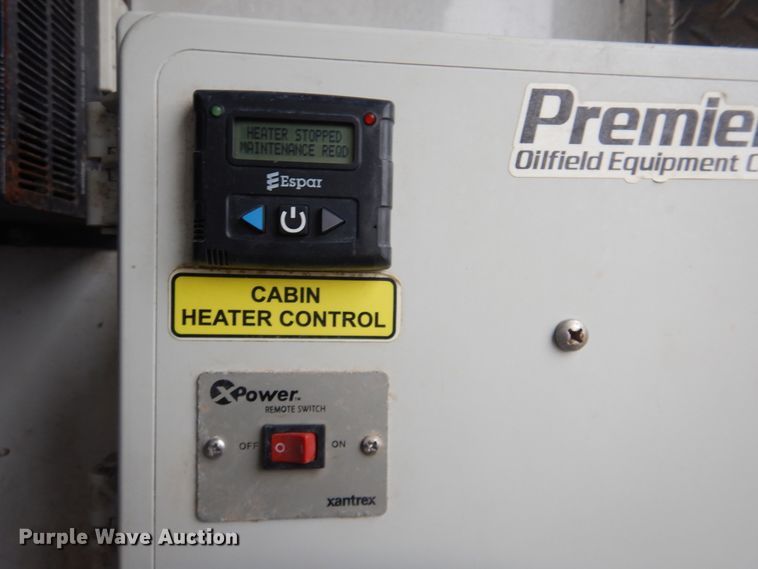 HEATER STOPPED
MAINTENANCE REQD
Espar
Premier
Oilfield Equipment
CABIN
HEATER CONTROL
XPower™
REMOTE SWITCH
OFF
ON
xantrex
Purple Wave Auction